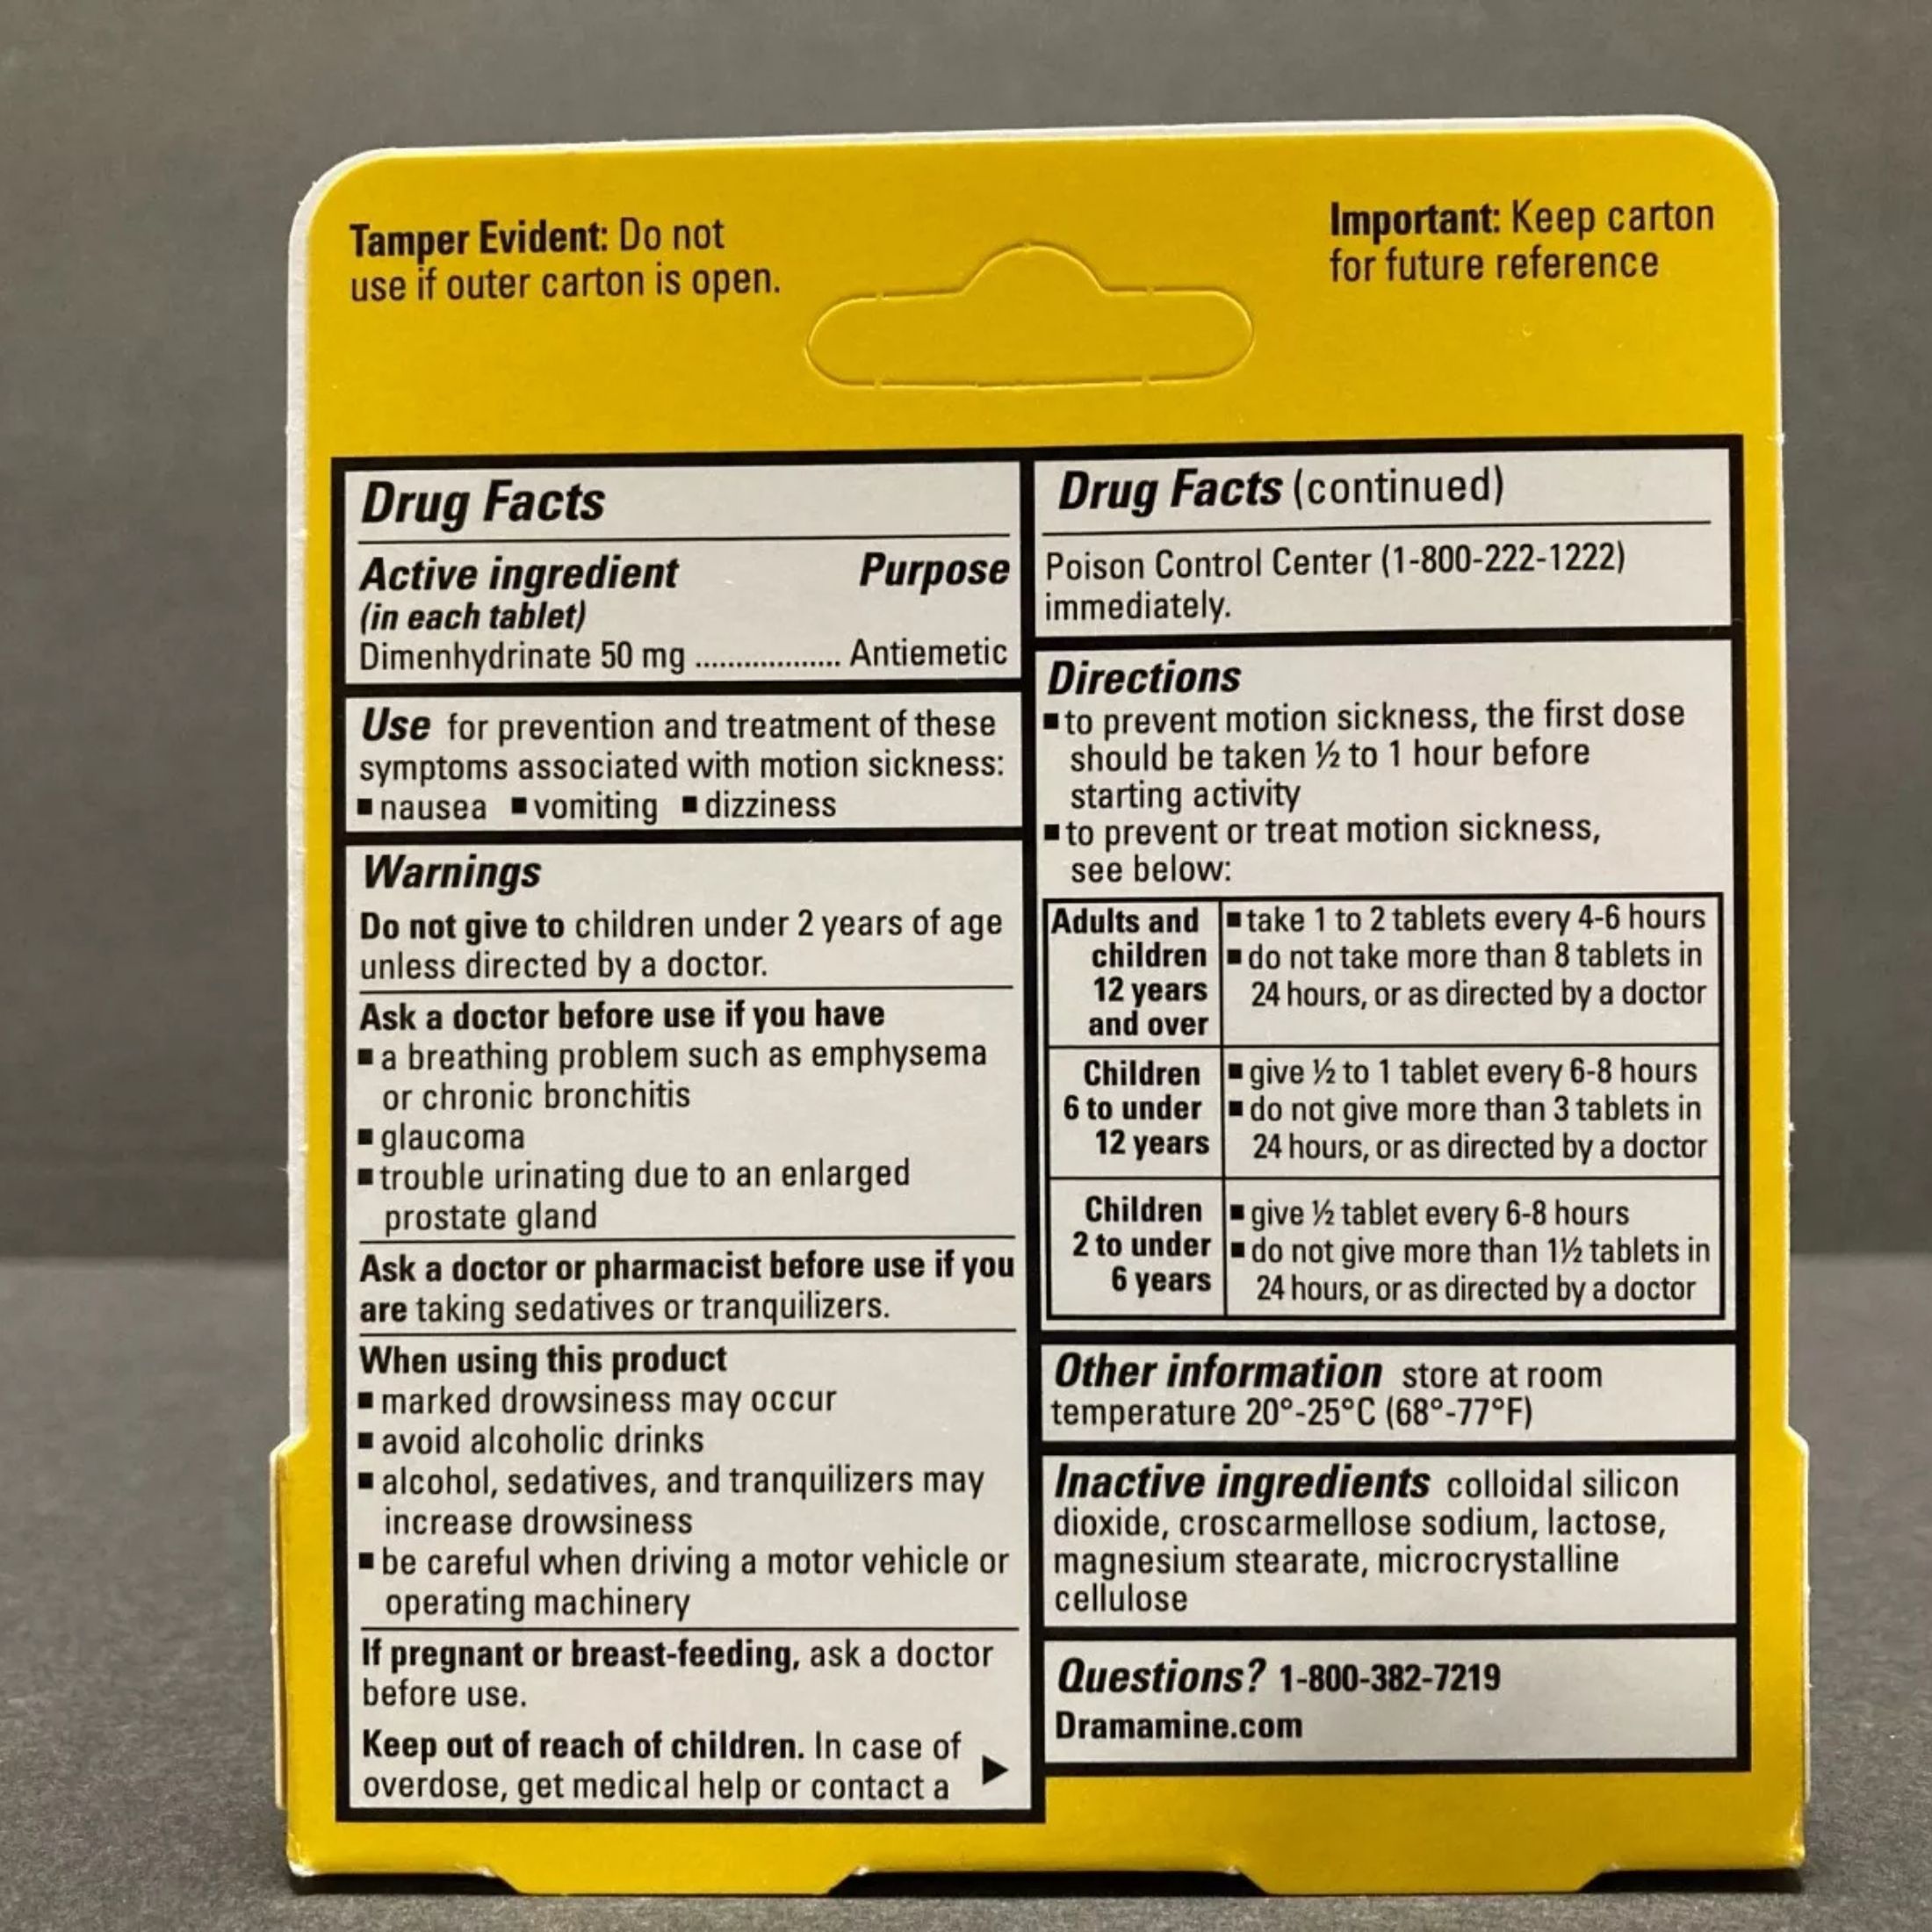 Tamper Evident: Do not
use if outer carton is open.
Important: Keep carton
for future reference
Drug Facts
Active ingredient Purpose
(in each tablet)
Dimenhydrinate 50 mg .................. Antiemetic
Use for prevention and treatment of these
symptoms associated with motion sickness:
■ nausea ■ vomiting ■ dizziness
Warnings
Do not give to children under 2 years of age
unless directed by a doctor.
Ask a doctor before use if you have
■ a breathing problem such as emphysema
or chronic bronchitis
■ glaucoma
■ trouble urinating due to an enlarged
prostate gland
Ask a doctor or pharmacist before use if you
are taking sedatives or tranquilizers.
When using this product
■ marked drowsiness may occur
■ avoid alcoholic drinks
■ alcohol, sedatives, and tranquilizers may
increase drowsiness
■ be careful when driving a motor vehicle or
operating machinery
If pregnant or breast-feeding, ask a doctor
before use.
Keep out of reach of children. In case of
overdose, get medical help or contact a ▶
Drug Facts (continued)
Poison Control Center (1-800-222-1222)
immediately.
Directions
■ to prevent motion sickness, the first dose
should be taken ½ to 1 hour before
starting activity
■ to prevent or treat motion sickness,
see below:
Adults and
children
12 years
and over
■ take 1 to 2 tablets every 4-6 hours
■ do not take more than 8 tablets in
24 hours, or as directed by a doctor
Children
6 to under
12 years
■ give ½ to 1 tablet every 6-8 hours
■ do not give more than 3 tablets in
24 hours, or as directed by a doctor
Children
2 to under
6 years
■ give ½ tablet every 6-8 hours
■ do not give more than 1½ tablets in
24 hours, or as directed by a doctor
Other information store at room
temperature 20°-25°C (68°-77°F)
Inactive ingredients colloidal silicon
dioxide, croscarmellose sodium, lactose,
magnesium stearate, microcrystalline
cellulose
Questions? 1-800-382-7219
Dramamine.com